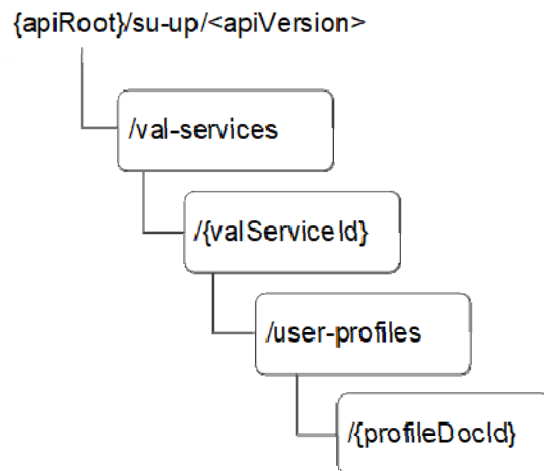 {apiRoot}/su-up/<apiVersion>
/val-services
/{valServiceId}
/user-profiles
/{profileDocId}